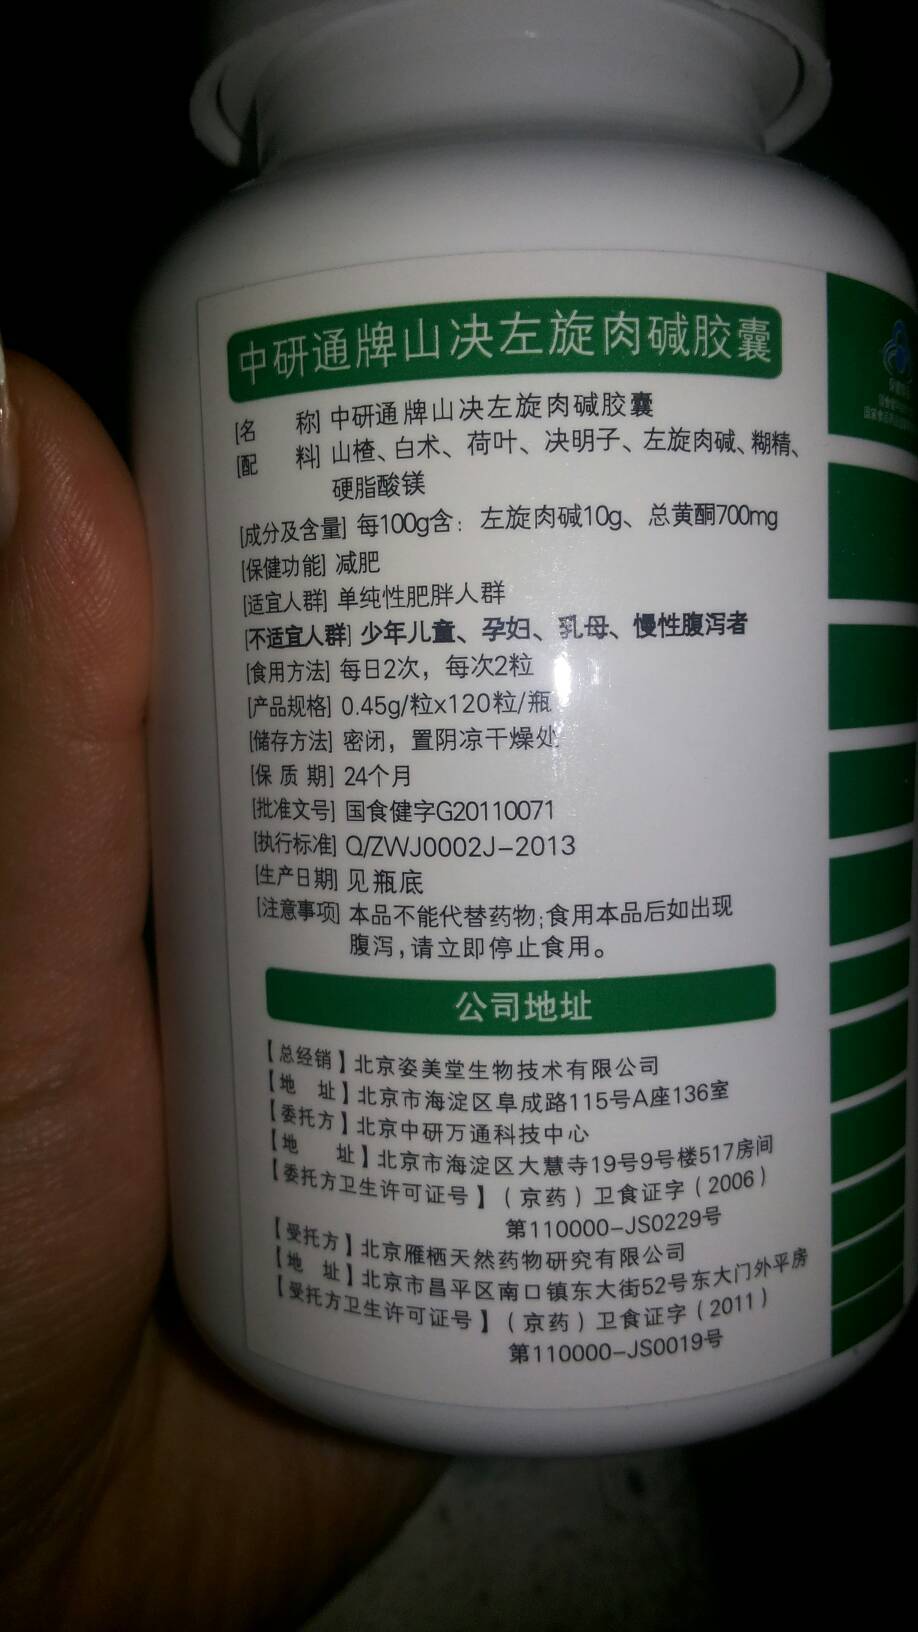 中研通牌山决左旋肉碱胶囊
[名 称] 中研通牌山决左旋肉碱胶囊
[配 料] 山楂、白术、荷叶、决明子、左旋肉碱、糊精、
硬脂酸镁
[成分及含量] 每100g含：左旋肉碱10g、总黄酮700mg
[保健功能] 减肥
[适宜人群] 单纯性肥胖人群
[不适宜人群] 少年儿童、孕妇、乳母、慢性腹泻者
[食用方法] 每日2次，每次2粒
[产品规格] 0.45g/粒x120粒/瓶
[储存方法] 密闭，置阴凉干燥处
[保 质 期] 24个月
[批准文号] 国食健字G20110071
[执行标准] Q/ZWJ0002J-2013
[生产日期] 见瓶底
[注意事项] 本品不能代替药物;食用本品后如出现
腹泻,请立即停止食用。
公司地址
【总经销】北京姿美堂生物技术有限公司
【地 址】北京市海淀区阜成路115号A座136室
【委托方】北京中研万通科技中心
【地 址】北京市海淀区大慧寺19号9号楼517房间
【委托方卫生许可证号】（京药）卫食证字（2006）
第110000-JS0229号
【受托方】北京雁栖天然药物研究有限公司
【地 址】北京市昌平区南口镇东大街52号东大门外平房
【受托方卫生许可证号】（京药）卫食证字（2011）
第110000-JS0019号